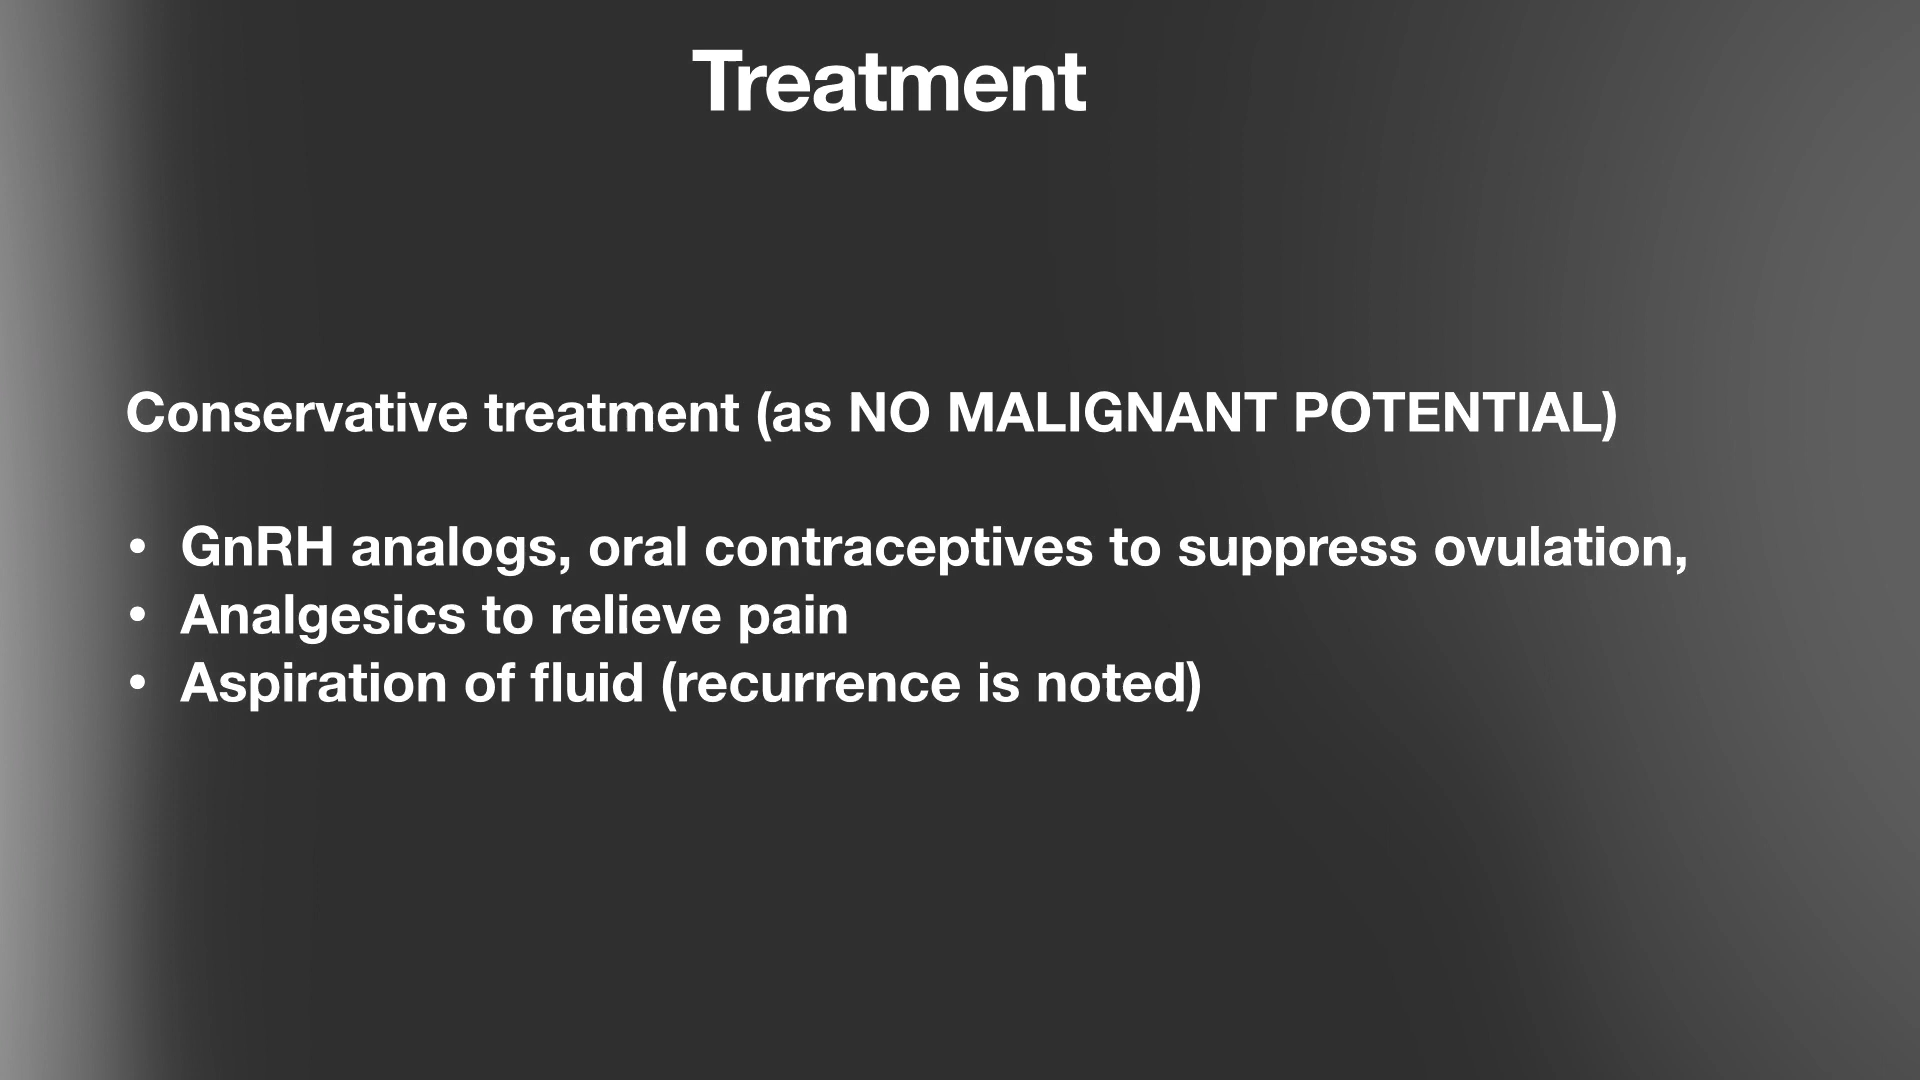 Treatment
Conservative treatment (as NO MALIGNANT POTENTIAL)
• GnRH analogs, oral contraceptives to suppress ovulation,
• Analgesics to relieve pain
• Aspiration of fluid (recurrence is noted)